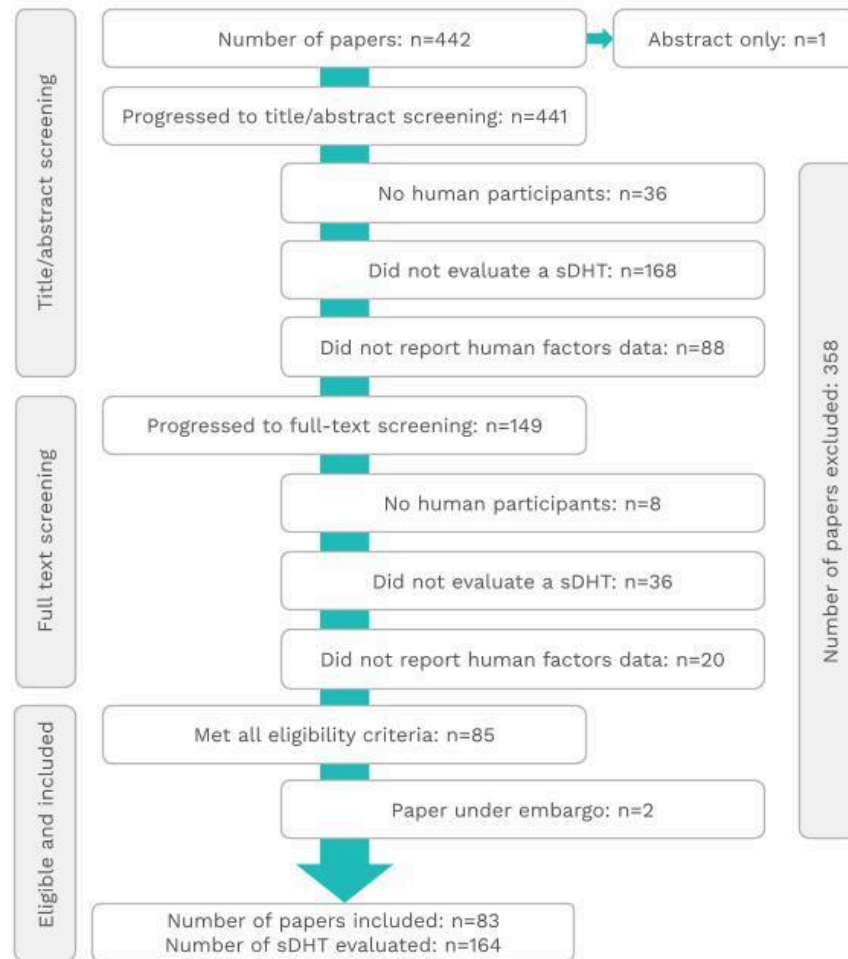 Number of papers: n=442
Abstract only: n=1
Progressed to title/abstract screening: n=441
Title/abstract screening
No human participants: n=36
Did not evaluate a sDHT: n=168
Did not report human factors data: n=88
Number of papers excluded: 358
Progressed to full-text screening: n=149
Full text screening
No human participants: n=8
Did not evaluate a sDHT: n=36
Did not report human factors data: n=20
Met all eligibility criteria: n=85
Eligible and included
Paper under embargo: n=2
Number of papers included: n=83
Number of sDHT evaluated: n=164